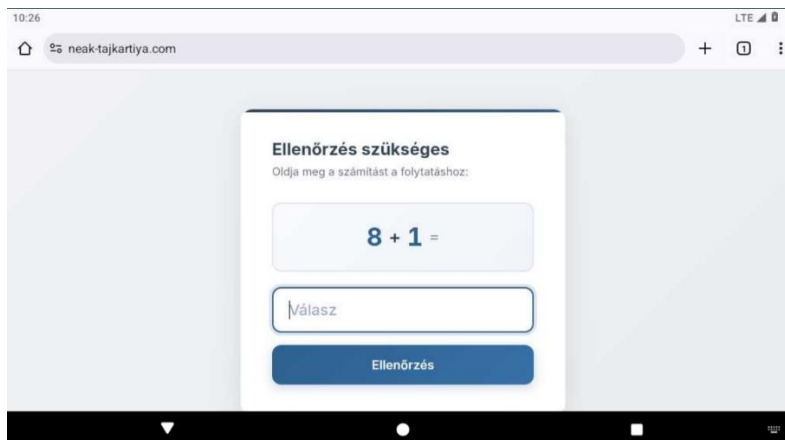 10:26
LTE
neak-tajkartiya.com
1
Ellenőrzés szükséges
Oldja meg a számítást a folytatáshoz:
8 + 1 =
Válasz
Ellenőrzés